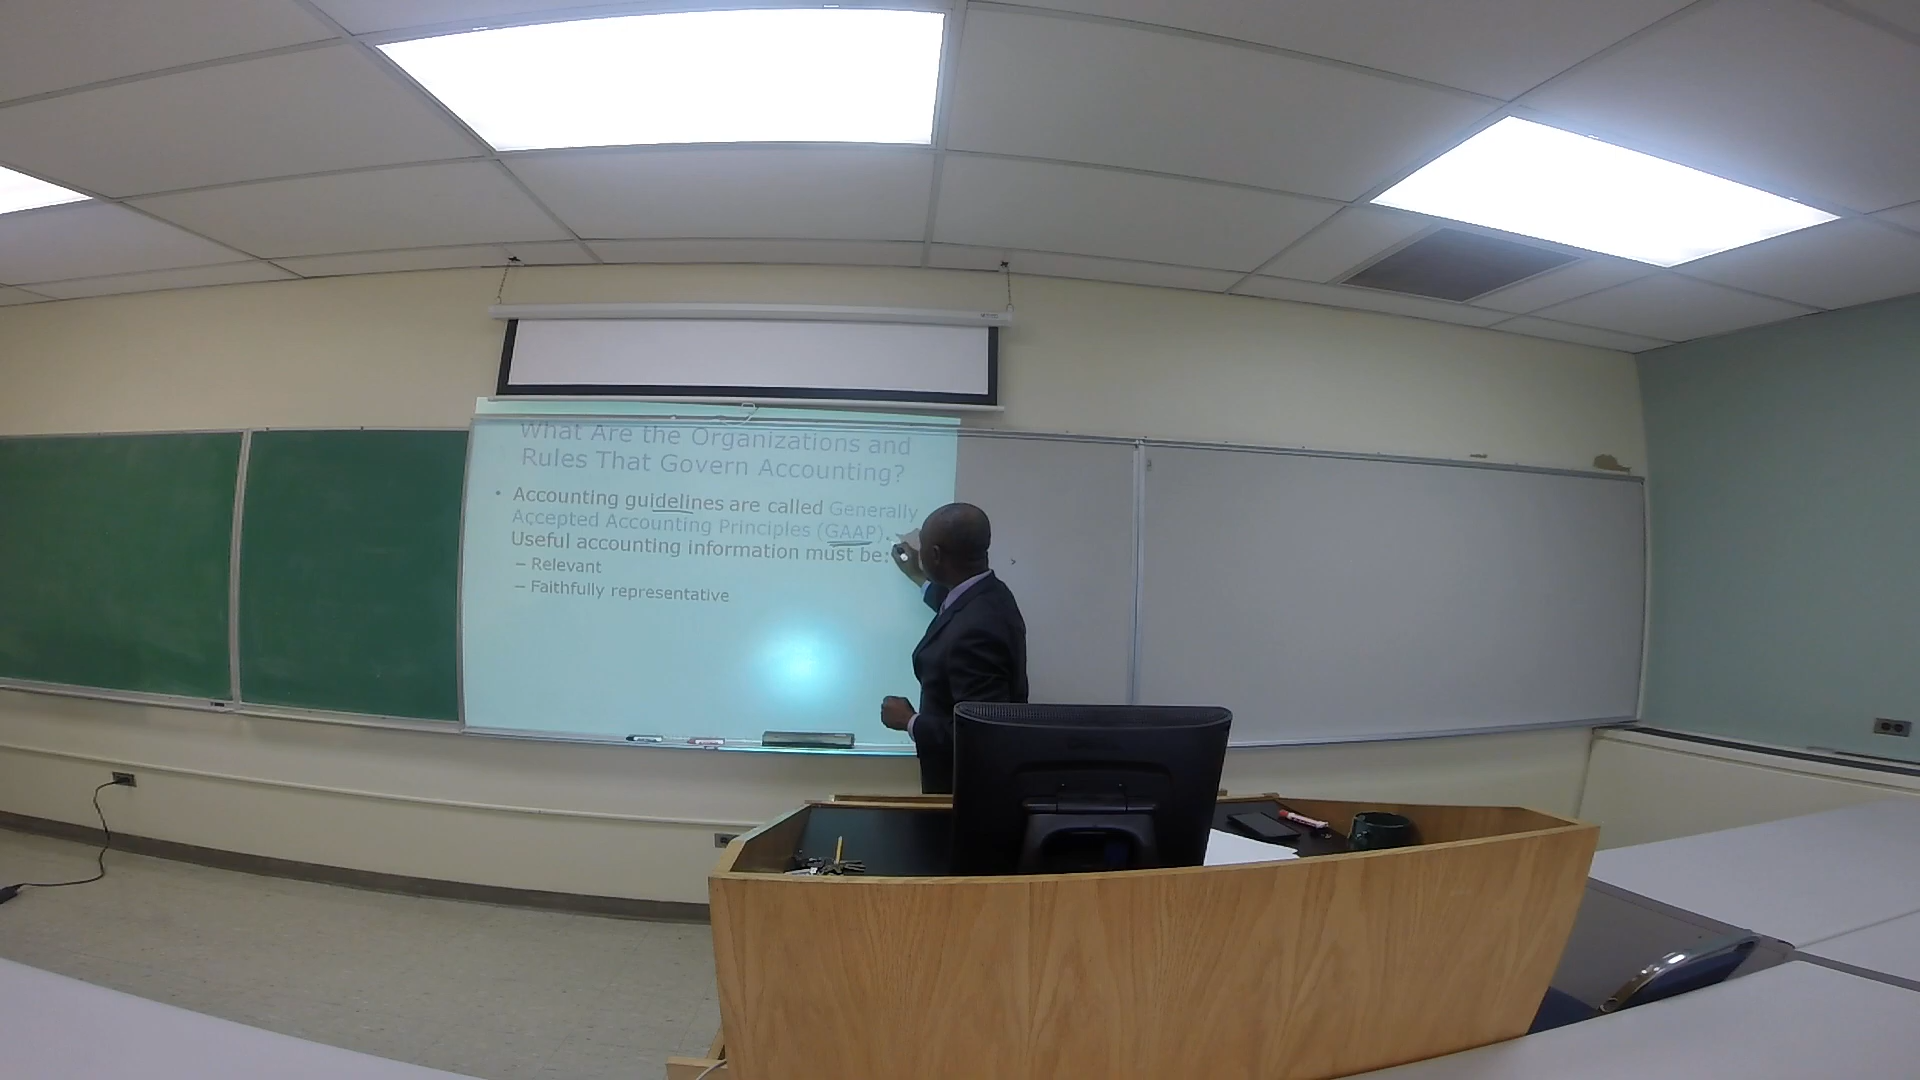 What Are the Organizations and
Rules That Govern Accounting?
• Accounting guidelines are called Generally
Accepted Accounting Principles (GAAP).
Useful accounting information must be:
– Relevant
– Faithfully representative